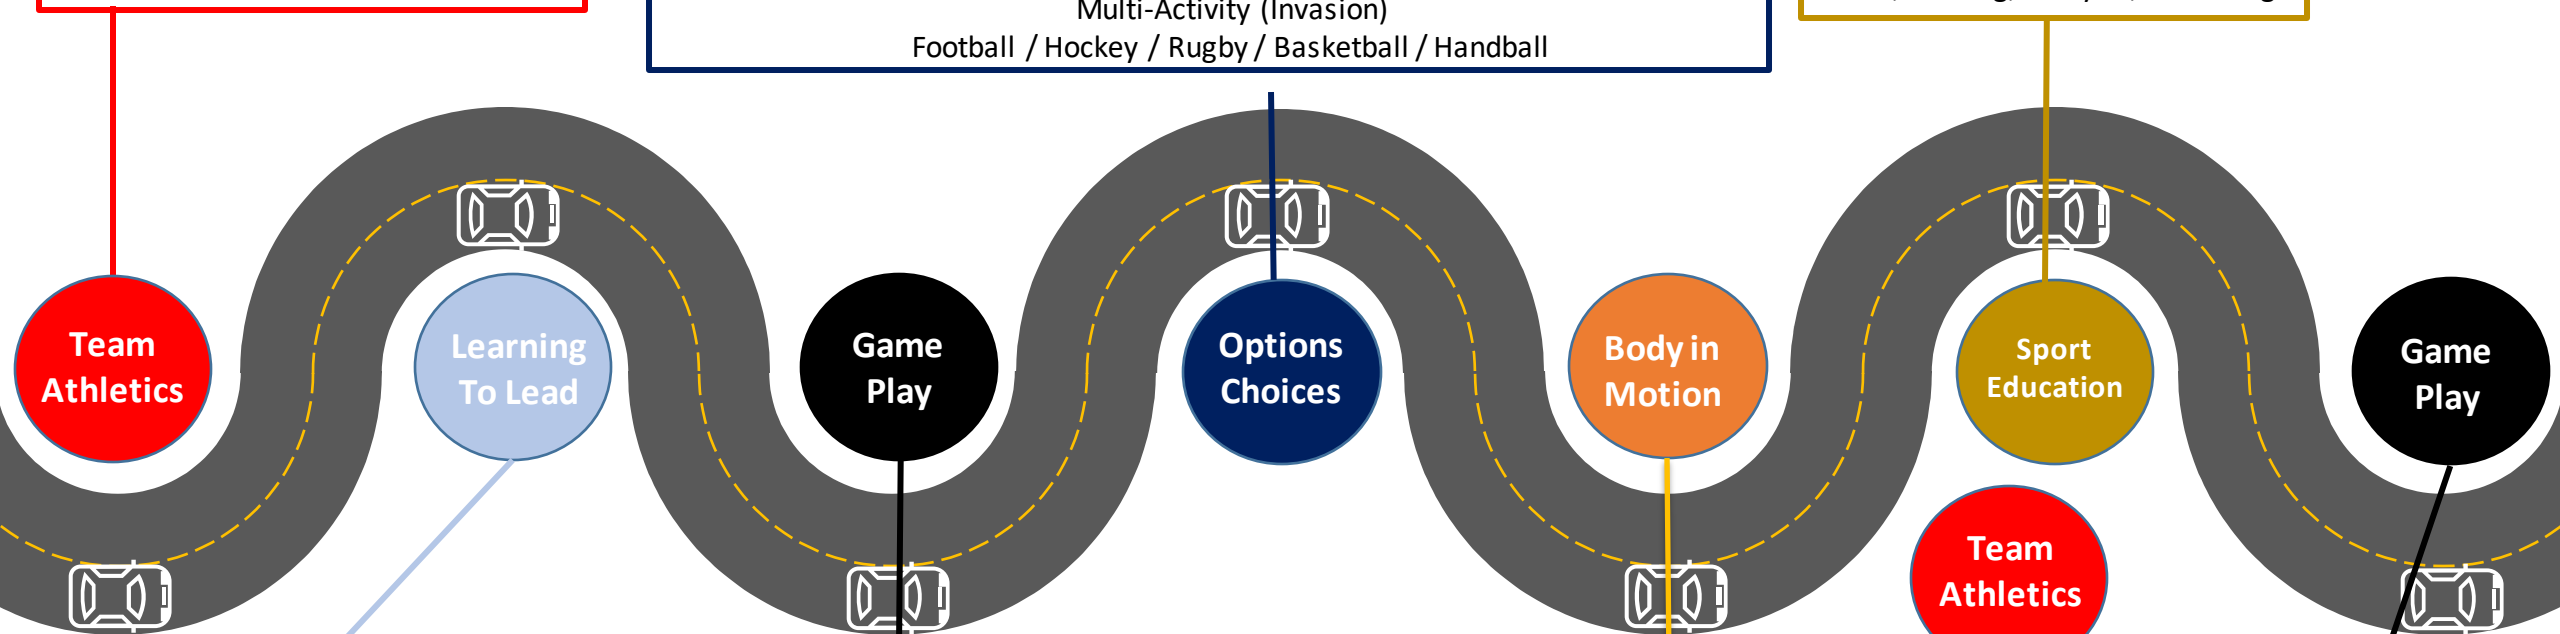 Multi-Activity (Invasion)
Football / Hockey / Rugby / Basketball / Handball
Team
Athletics
Learning
To Lead
Game
Play
Options
Choices
Body in
Motion
Sport
Education
Game
Play
Team
Athletics